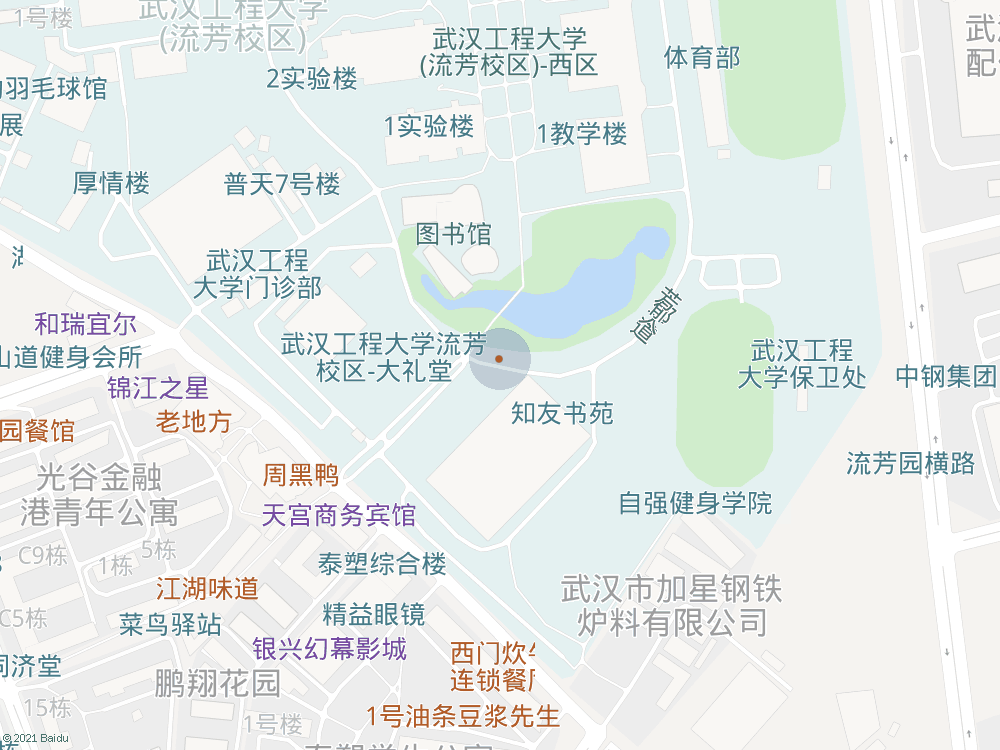 1号楼
武汉工程大学
(流芳校区)
武汉工程大学
(流芳校区)-西区
体育部
配
2实验楼
羽毛球馆
展
1实验楼
1教学楼
厚情楼
普天7号楼
图书馆
武汉工程
大学门诊部
和瑞宜尔
山道健身会所
武汉工程大学流芳
校区-大礼堂
武汉工程
大学保卫处
中钢集团
锦江之星
老地方
知友书苑
园餐馆
光谷金融
港青年公寓
周黑鸭
流芳园横路
天宫商务宾馆
自强健身学院
C9栋
5栋
1栋
泰塑综合楼
江湖味道
武汉市加星钢铁
炉料有限公司
C5栋
菜鸟驿站
精益眼镜
银兴幻幕影城
西门炊
连锁餐厅
同济堂
鹏翔花园
15栋
1号楼
1号油条豆浆先生
© 2021 Baidu